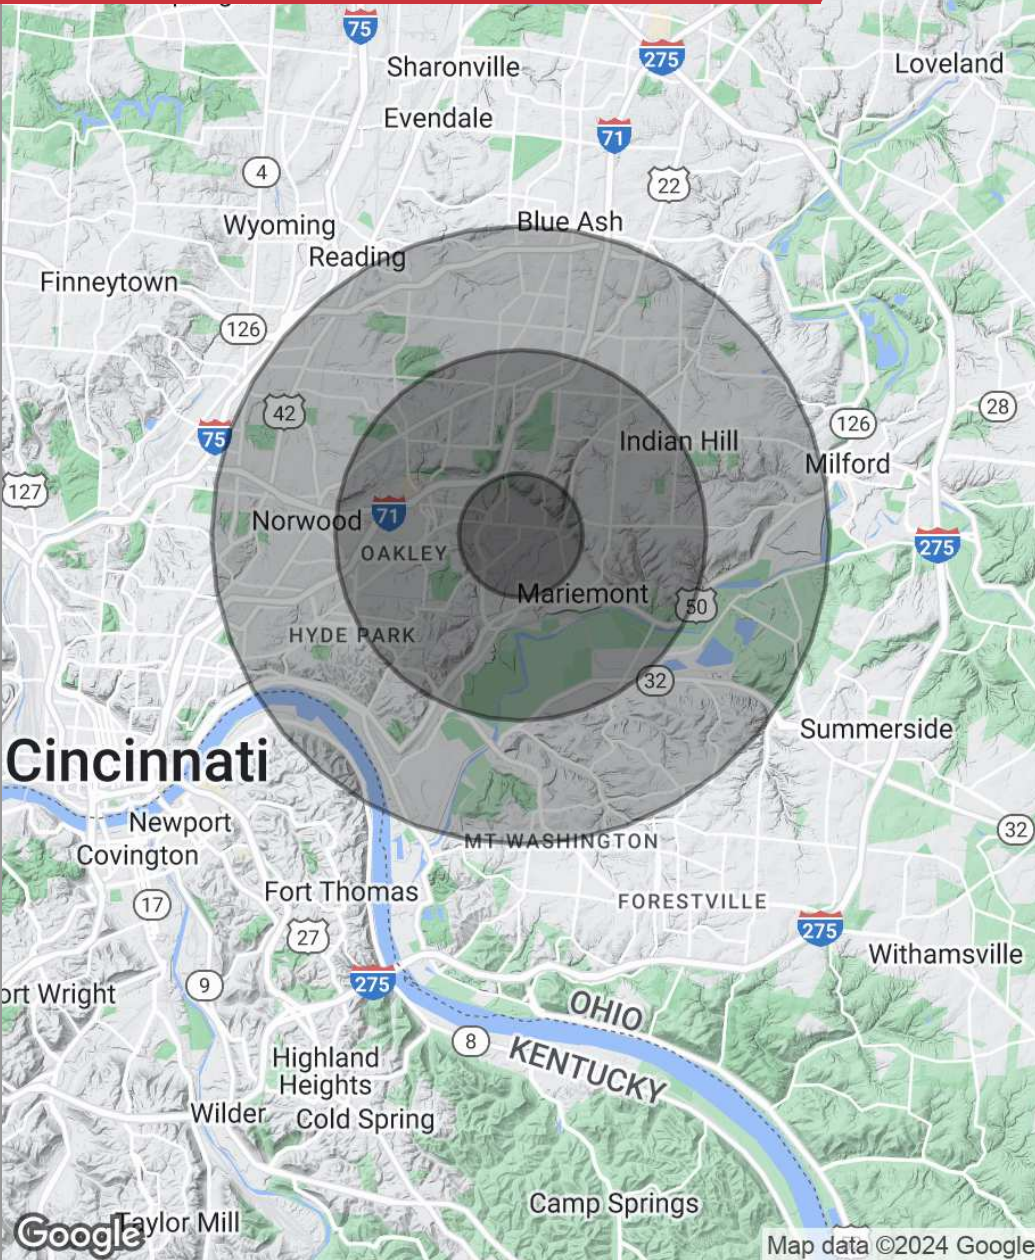 75
Sharonville
275
Loveland
Evendale
71
4
22
Wyoming
Blue Ash
Reading
Finneytown
126
42
28
126
75
Indian Hill
Milford
127
Norwood
71
OAKLEY
275
Mariemont
50
HYDE PARK
32
Summerside
Cincinnati
Newport
32
MT WASHINGTON
Covington
Fort Thomas
17
FORESTVILLE
27
275
Withamsville
275
9
ort Wright
OHIO
8
KENTUCKY
Highland
Heights
Wilder
Cold Spring
Camp Springs
Taylor Mill
Google
Map data ©2024 Google